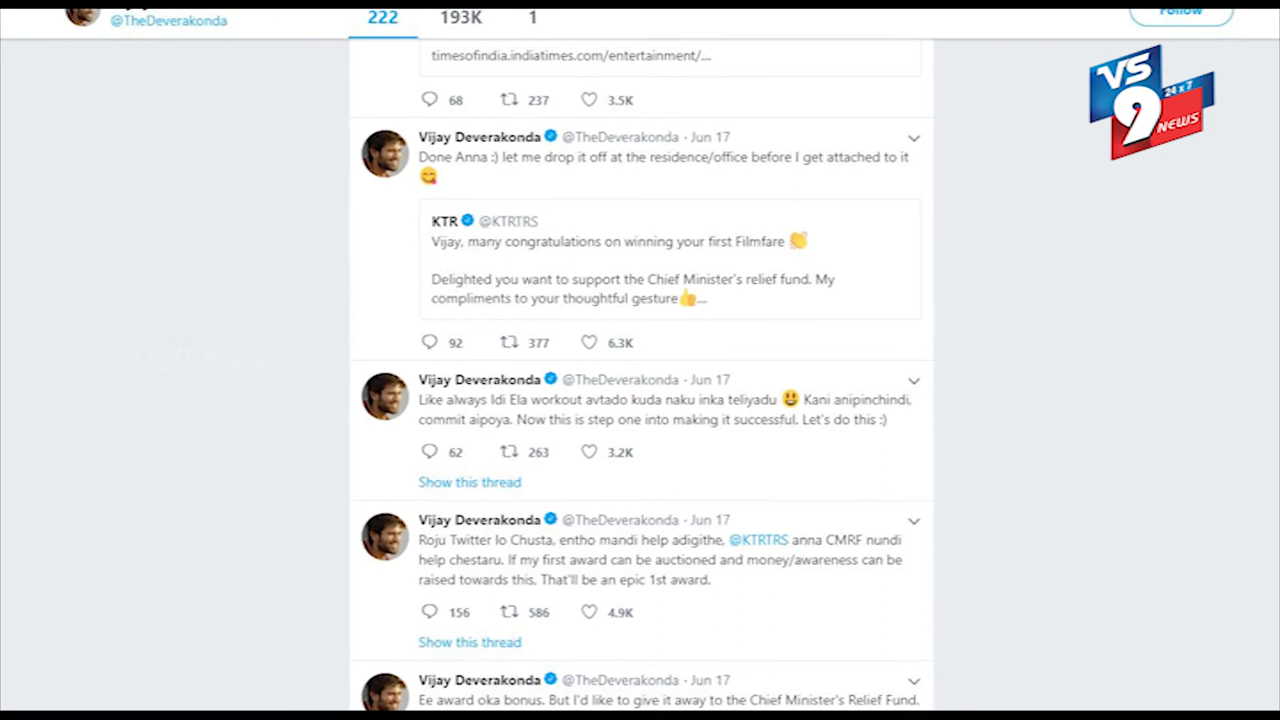 @TheDeverakonda
222 193K 1
Follow
timesofindia.indiatimes.com/entertainment/...
68 237 3.5K
VS
24 x 7
9
NEWS
Vijay Deverakonda @TheDeverakonda · Jun 17
Done Anna :) let me drop it off at the residence/office before I get attached to it
😋
KTR @KTRTRS
Vijay, many congratulations on winning your first Filmfare 👏
Delighted you want to support the Chief Minister's relief fund. My
compliments to your thoughtful gesture👍...
92 377 6.3K
VS9 News
Vijay Deverakonda @TheDeverakonda · Jun 17
Like always Idi Ela workout avtado kuda naku inka teliyadu 😃 Kani anipinchindi,
commit aipoya. Now this is step one into making it successful. Let's do this :)
62 263 3.2K
Show this thread
Vijay Deverakonda @TheDeverakonda · Jun 17
Roju Twitter lo Chusta, entho mandi help adigithe, @KTRTRS anna CMRF nundi
help chestaru. If my first award can be auctioned and money/awareness can be
raised towards this, That'll be an epic 1st award.
156 586 4.9K
Show this thread
Vijay Deverakonda @TheDeverakonda · Jun 17
Ee award oka bonus. But I'd like to give it away to the Chief Minister's Relief Fund.